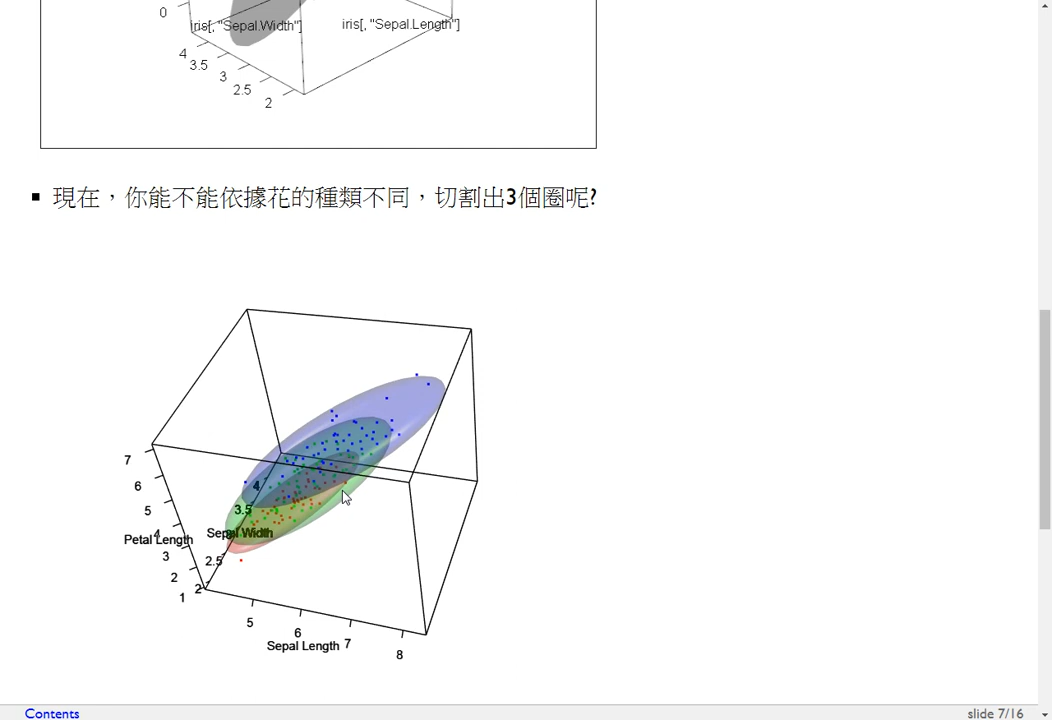 0
iris[, "Sepal.Width"]
iris[, "Sepal.Length"]
4
3.5
3
2.5
2
現在，你能不能依據花的種類不同，切割出3個圈呢?
7
6
5
4
3
2
1
Petal Length
4
3.5
3
2.5
2
Sepal Width
5
6
7
8
Sepal Length
Contents
slide 7/16